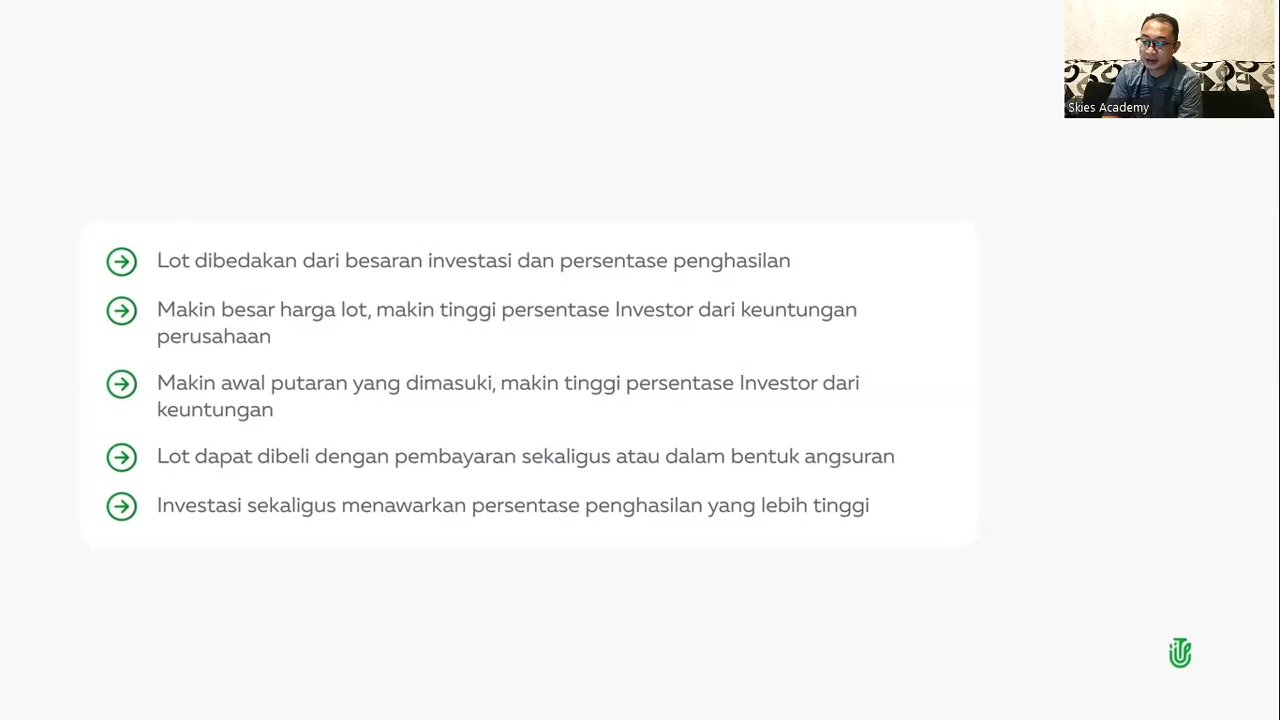 Skies Academy
Lot dibedakan dari besaran investasi dan persentase penghasilan
Makin besar harga lot, makin tinggi persentase Investor dari keuntungan
perusahaan
Makin awal putaran yang dimasuki, makin tinggi persentase Investor dari
keuntungan
Lot dapat dibeli dengan pembayaran sekaligus atau dalam bentuk angsuran
Investasi sekaligus menawarkan persentase penghasilan yang lebih tinggi